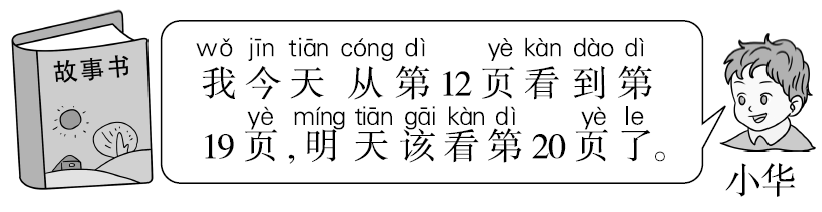 故事书
wǒ jīn tiān cóng dì yè kàn dào dì
我今天从第12页看到第
yè míng tiān gāi kàn dì yè le
19页,明天该看第20页了。
小华